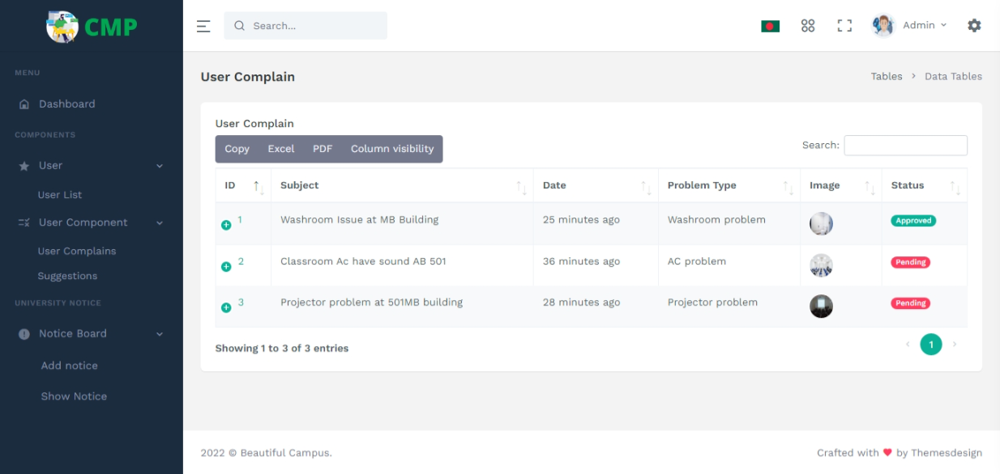 CMP
Search...
Admin
MENU
Dashboard
COMPONENTS
User
User List
User Component
User Complains
Suggestions
UNIVERSITY NOTICE
Notice Board
Add notice
Show Notice
User Complain
Tables > Data Tables
User Complain
Copy Excel PDF Column visibility
Search:
ID Subject Date Problem Type Image Status
1 Washroom Issue at MB Building 25 minutes ago Washroom problem Approved
2 Classroom Ac have sound AB 501 36 minutes ago AC problem Pending
3 Projector problem at 501MB building 28 minutes ago Projector problem Pending
Showing 1 to 3 of 3 entries
‹ 1 ›
2022 © Beautiful Campus.
Crafted with ♥ by Themesdesign